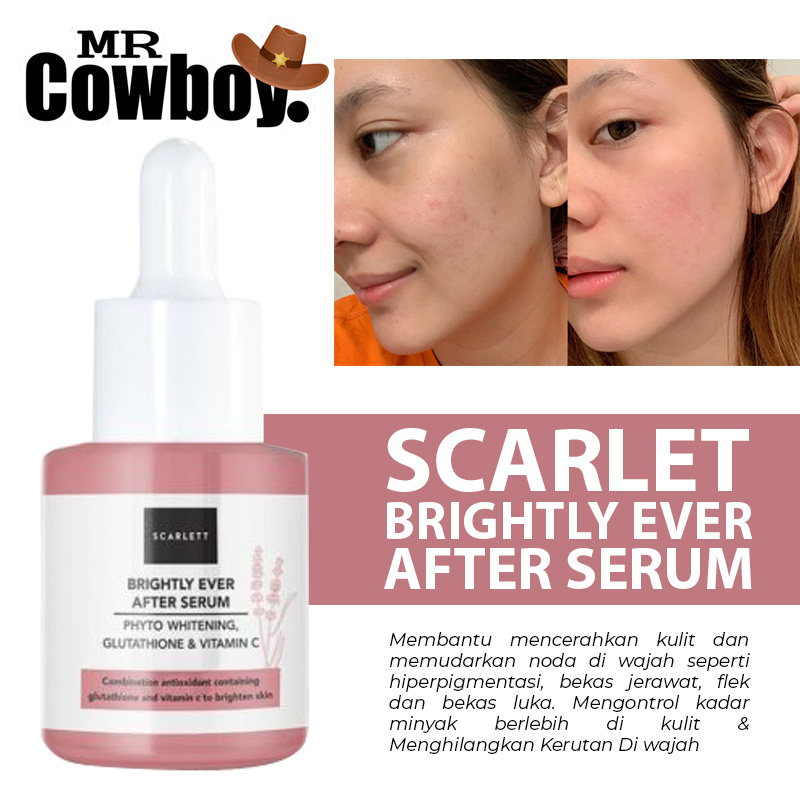 MR
Cowboy.
SCARLETT
BRIGHTLY EVER
AFTER SERUM
PHYTO WHITENING,
GLUTATHIONE & VITAMIN C
Combination antioxidant containing
glutathione and vitamin c to brighten skin
SCARLET
BRIGHTLY EVER
AFTER SERUM
Membantu mencerahkan kulit dan
memudarkan noda di wajah seperti
hiperpigmentasi, bekas jerawat, flek
dan bekas luka. Mengontrol kadar
minyak berlebih di kulit &
Menghilangkan Kerutan Di wajah